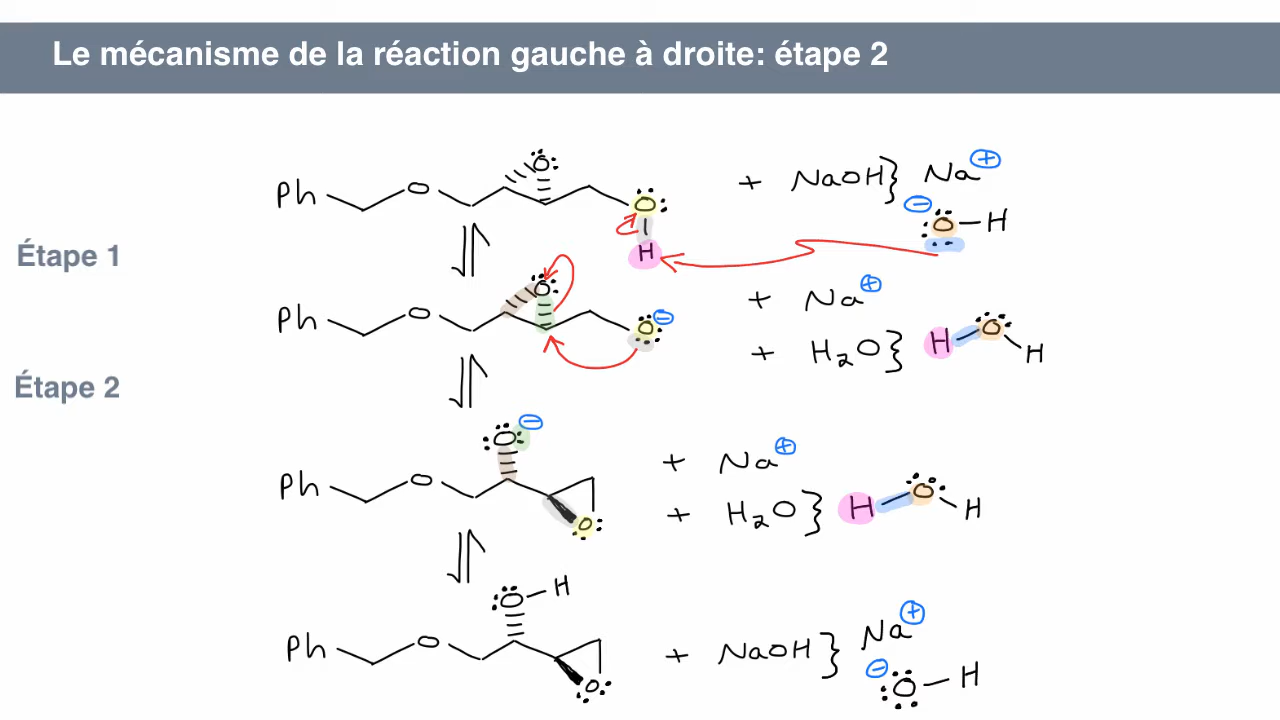 Le mécanisme de la réaction gauche à droite: étape 2
O
Ph O O + NaOH} Na ⊕
⊖ O H
H
Étape 1
O
Ph O O ⊖ + Na ⊕
+ H₂O} H O H
Étape 2
O ⊖
Ph O O + Na ⊕
+ H₂O} H O H
O H
Ph O O + NaOH} Na ⊕
⊖ O H